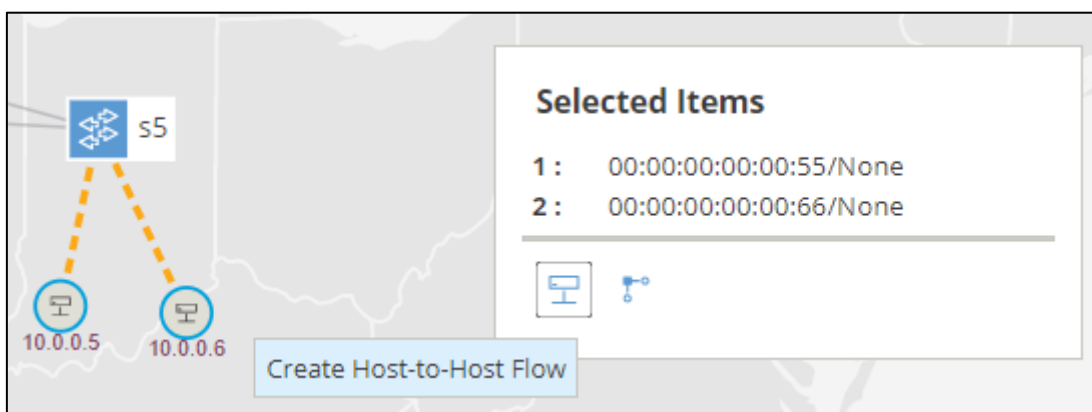 s5
10.0.0.5
10.0.0.6
Create Host-to-Host Flow
Selected Items
1 : 00:00:00:00:00:55/None
2 : 00:00:00:00:00:66/None